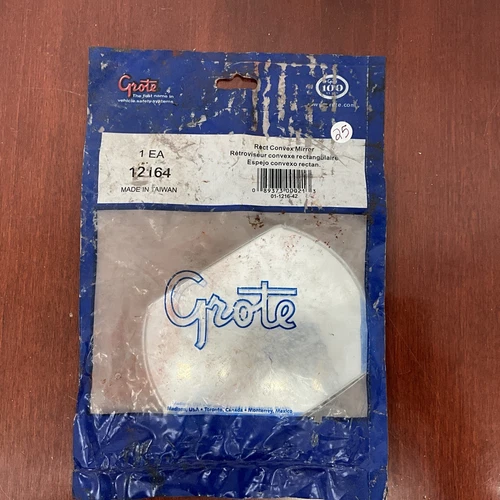 Grote
The first name in
vehicle safety systems
100
25
1 EA
12164
MADE IN TAIWAN
Rect Convex Mirror
Rétroviseur convexe rectangulaire
Espejo convexo rectan.
01-1216-42
Grote
Madison, USA • Toronto, Canada • Monterrey, Mexico